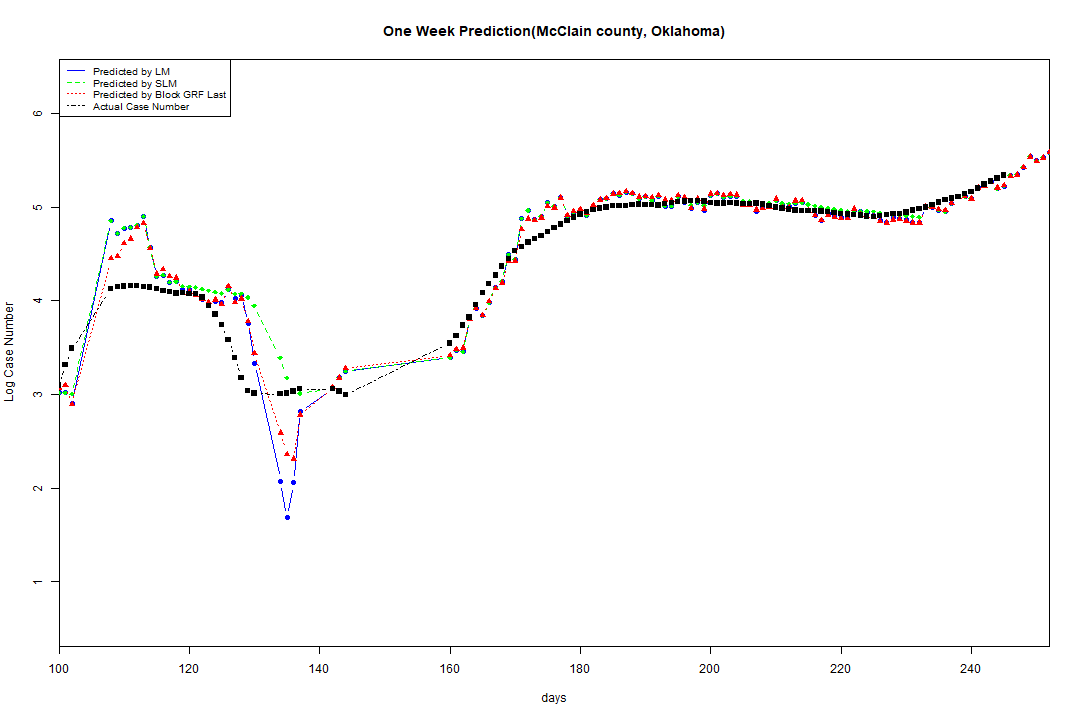 One Week Prediction(McClain county, Oklahoma)
Predicted by LM
Predicted by SLM
Predicted by Block GRF Last
Actual Case Number
6
5
4
3
2
1
Log Case Number
100 120 140 160 180 200 220 240
days